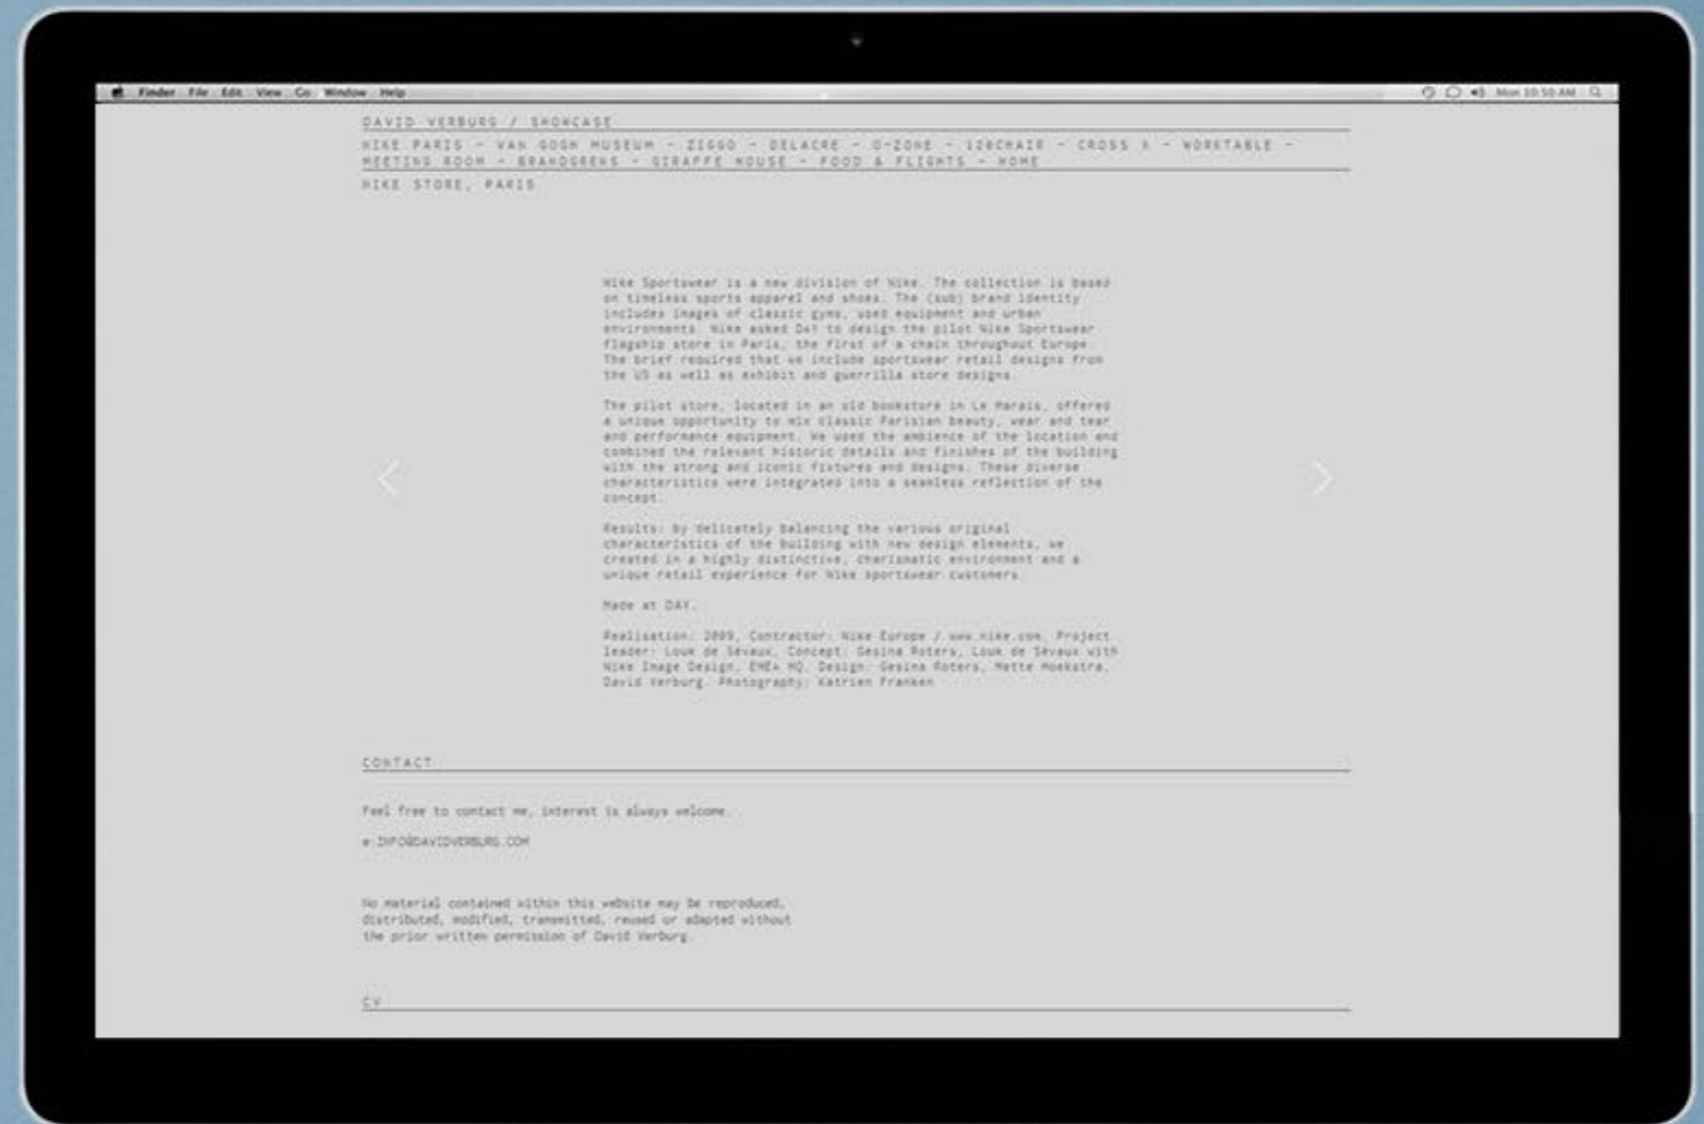 Finder File Edit View Go Window Help
Mon 10:50 AM
DAVID VERBURG / SHOWCASE
NIKE PARIS - VAN GOGH MUSEUM - ZIGGO - DELACRE - O-ZONE - 120CHAIR - CROSS X - WORKTABLE -
MEETING ROOM - BRANDGRENS - GIRAFFE HOUSE - FOOD & FLIGHTS - HOME
NIKE STORE, PARIS
Nike Sportswear is a new division of Nike. The collection is based
on timeless sports apparel and shoes. The (sub) brand identity
includes images of classic gyms, used equipment and urban
environments. Nike asked DAY to design the pilot Nike Sportswear
flagship store in Paris, the first of a chain throughout Europe.
The brief required that we include sportswear retail designs from
the US as well as exhibit and guerrilla store designs.
The pilot store, located in an old bookstore in Le Marais, offered
a unique opportunity to mix classic Parisian beauty, wear and tear
and performance equipment. We used the ambience of the location and
combined the relevant historic details and finishes of the building
with the strong and iconic fixtures and designs. These diverse
characteristics were integrated into a seamless reflection of the
concept.
Results: by delicately balancing the various original
characteristics of the building with new design elements, we
created in a highly distinctive, charismatic environment and a
unique retail experience for Nike sportswear customers.
Made at DAY.
Realisation: 2009, Contractor: Nike Europe / www.nike.com, Project
leader: Louk de Sévaux, Concept: Gesina Roters, Louk de Sévaux with
Nike Image Design, EMEA HQ. Design: Gesina Roters, Mette Hoekstra,
David Verburg. Photography: Katrien Franken
CONTACT
Feel free to contact me, interest is always welcome.
e:INFO@DAVIDVERBURG.COM
No material contained within this website may be reproduced,
distributed, modified, transmitted, reused or adapted without
the prior written permission of David Verburg.
CV